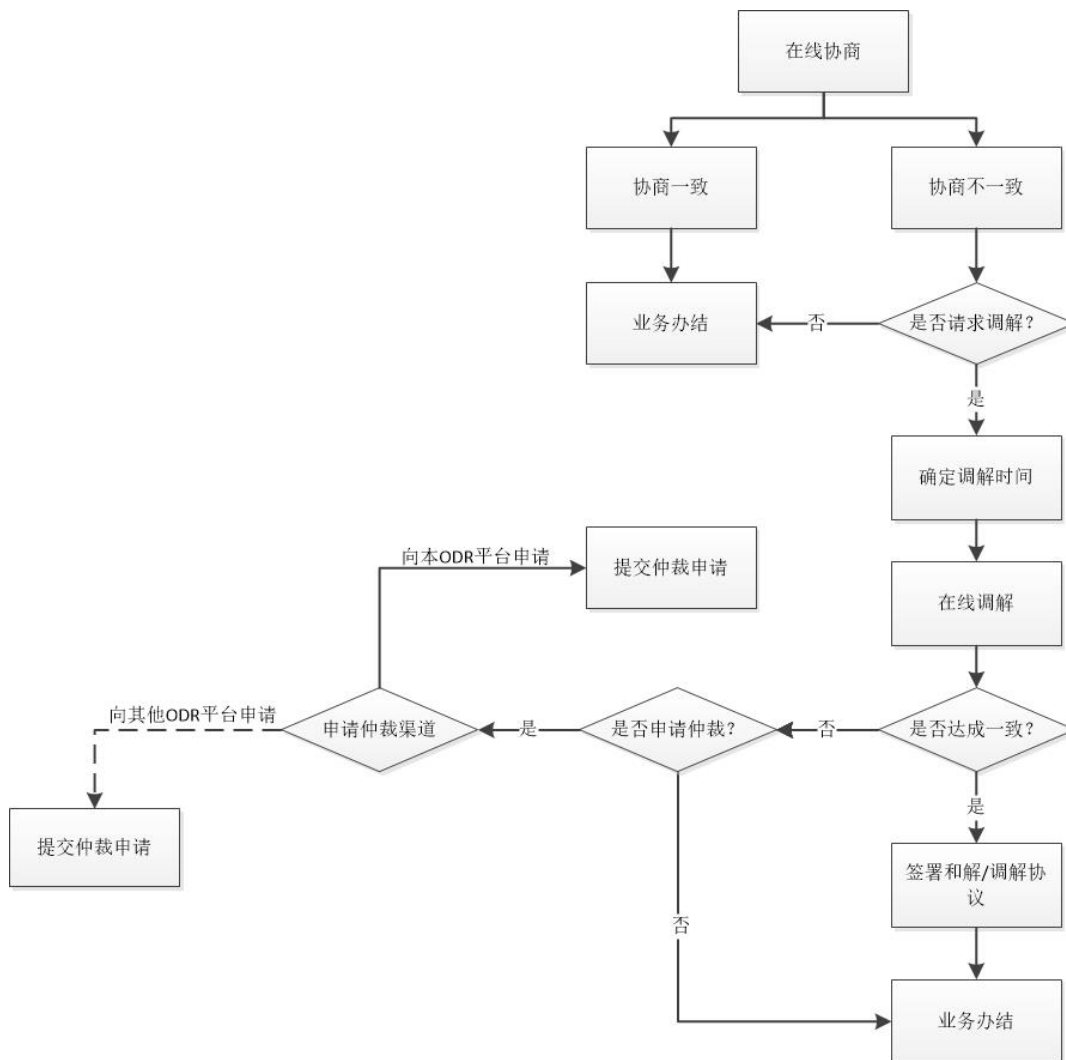 在线协商
协商一致
协商不一致
业务办结
否
是否请求调解？
是
确定调解时间
向本ODR平台申请
提交仲裁申请
在线调解
向其他ODR平台申请
申请仲裁渠道
是
是否申请仲裁？
否
是否达成一致？
是
提交仲裁申请
签署和解/调解协
议
否
业务办结